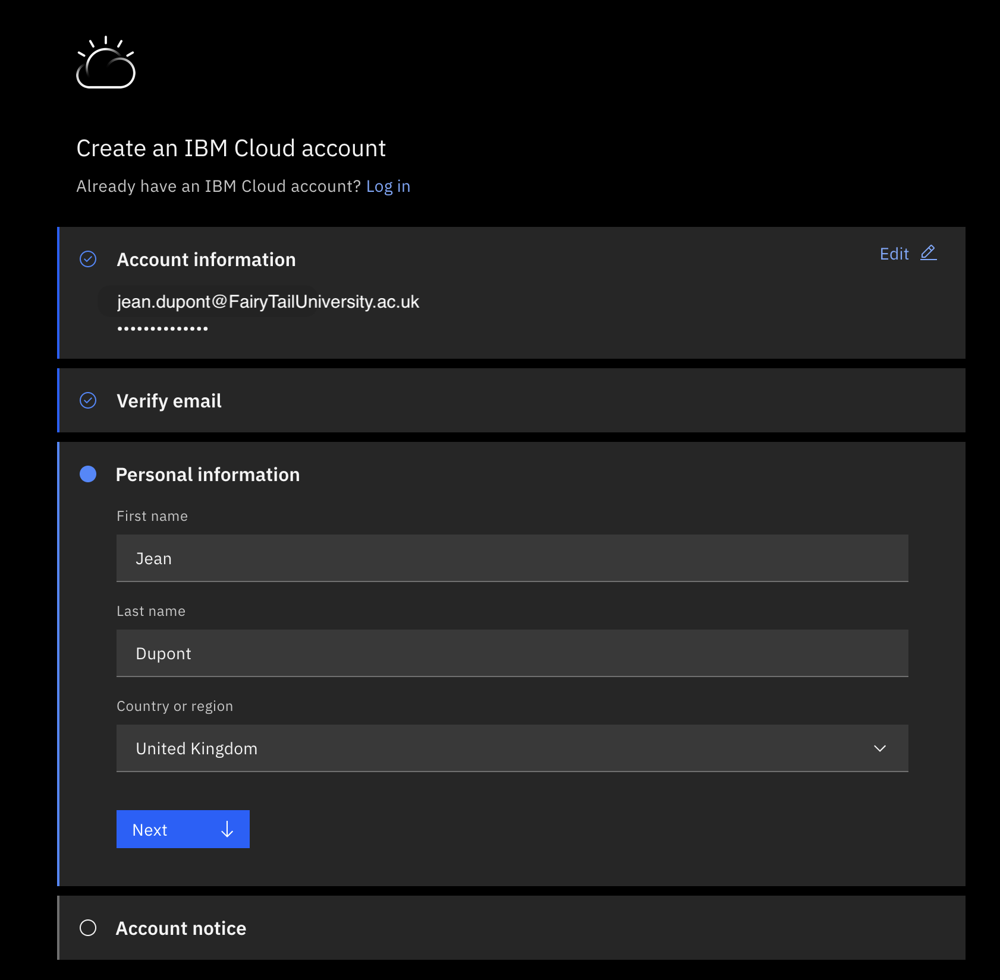 Create an IBM Cloud account
Already have an IBM Cloud account? Log in
Account information
Edit
jean.dupont@FairyTailUniversity.ac.uk
••••••••••••••
Verify email
Personal information
First name
Jean
Last name
Dupont
Country or region
United Kingdom
Next
Account notice